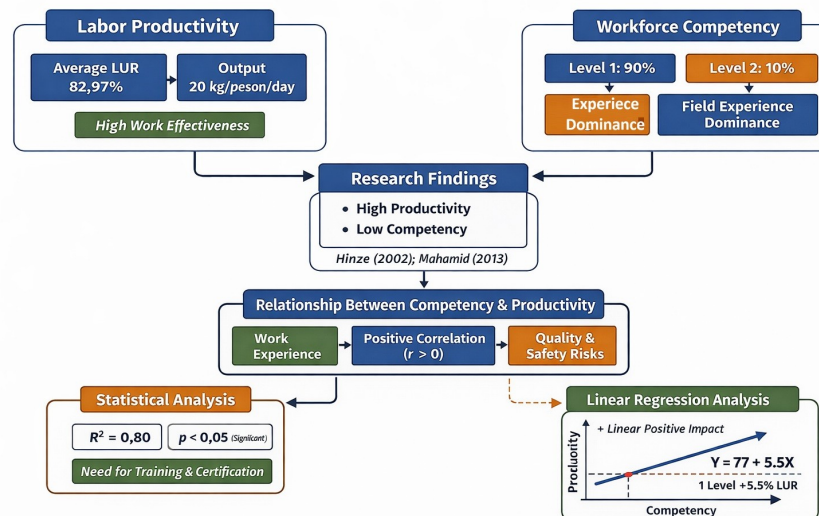 Labor Productivity
Average LUR
82,97%
Output
20 kg/peson/day
High Work Effectiveness
Workforce Competency
Level 1: 90%
Level 2: 10%
Experiece
Dominance
Field Experience
Dominance
Research Findings
• High Productivity
• Low Competency
Hinze (2002); Mahamid (2013)
Relationship Between Competency & Productivity
Work
Experience
Positive Correlation
(r > 0)
Quality &
Safety Risks
Statistical Analysis
R² = 0,80
p < 0,05 (Signiicant)
Need for Training & Certification
Linear Regression Analysis
+ Linear Positive Impact
Y = 77 + 5.5X
1 Level +5.5% LUR
Competency